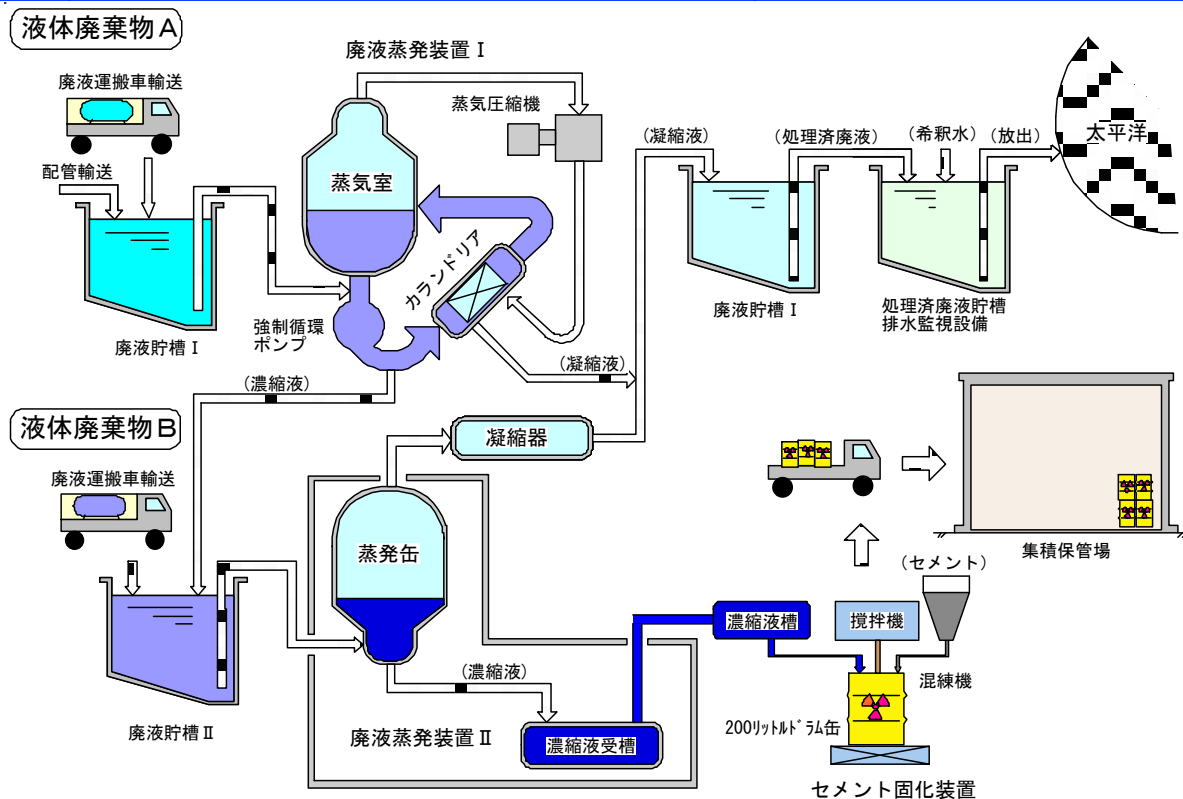 液体廃棄物A
廃液運搬車輸送
配管輸送
廃液貯槽Ⅰ
廃液蒸発装置Ⅰ
蒸気圧縮機
蒸気室
カランドリア
強制循環
ポンプ
(濃縮液)
(凝縮液)
(凝縮液)
(処理済廃液)
(希釈水)
(放出)
太平洋
廃液貯槽Ⅰ
処理済廃液貯槽
排水監視設備
液体廃棄物B
廃液運搬車輸送
廃液貯槽Ⅱ
凝縮器
蒸発缶
(濃縮液)
廃液蒸発装置Ⅱ
濃縮液受槽
濃縮液槽
撹拌機
(セメント)
混練機
200リットルドラム缶
セメント固化装置
集積保管場